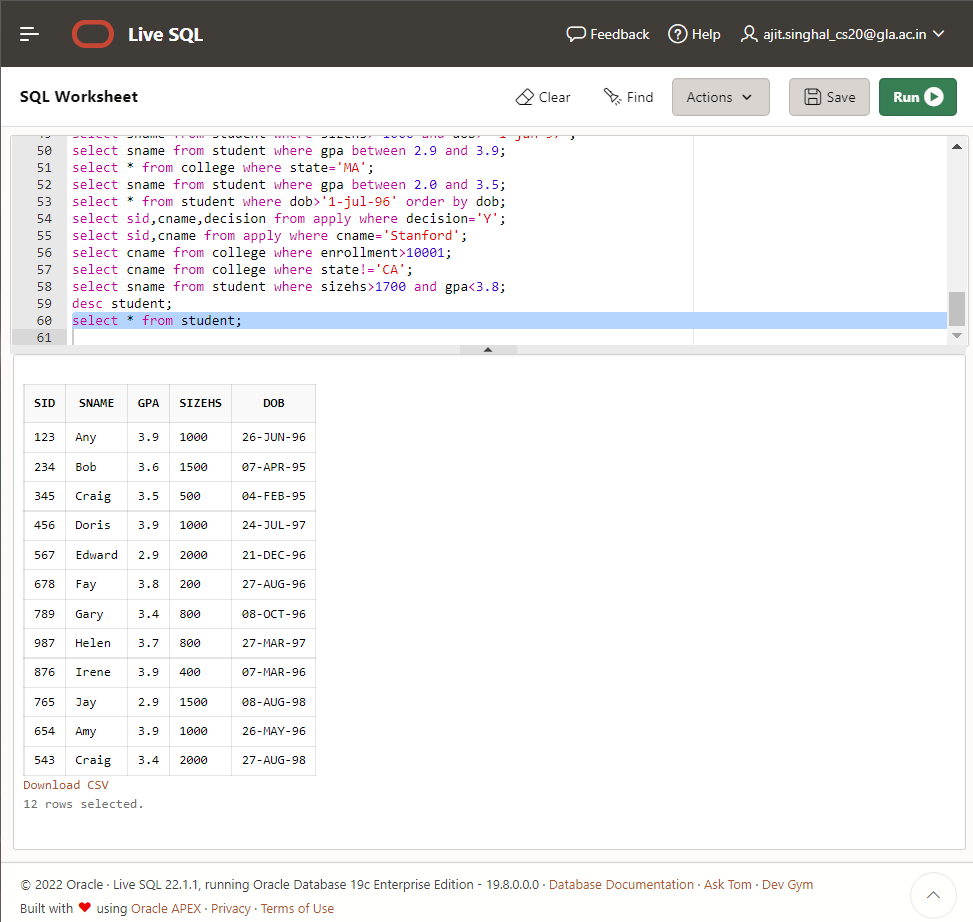 Live SQL
Feedback
Help
ajit.singhal_cs20@gla.ac.in
SQL Worksheet
Clear
Find
Actions
Save
Run
50 select sname from student where gpa between 2.9 and 3.9;
51 select * from college where state='MA';
52 select sname from student where gpa between 2.0 and 3.5;
53 select * from student where dob>'1-jul-96' order by dob;
54 select sid,cname,decision from apply where decision='Y';
55 select sid,cname from apply where cname='Stanford';
56 select cname from college where enrollment>10001;
57 select cname from college where state!='CA';
58 select sname from student where sizehs>1700 and gpa<3.8;
59 desc student;
60 select * from student;
61
SID SNAME GPA SIZEHS DOB
123 Any 3.9 1000 26-JUN-96
234 Bob 3.6 1500 07-APR-95
345 Craig 3.5 500 04-FEB-95
456 Doris 3.9 1000 24-JUL-97
567 Edward 2.9 2000 21-DEC-96
678 Fay 3.8 200 27-AUG-96
789 Gary 3.4 800 08-OCT-96
987 Helen 3.7 800 27-MAR-97
876 Irene 3.9 400 07-MAR-96
765 Jay 2.9 1500 08-AUG-98
654 Amy 3.9 1000 26-MAY-96
543 Craig 3.4 2000 27-AUG-98
Download CSV
12 rows selected.
© 2022 Oracle · Live SQL 22.1.1, running Oracle Database 19c Enterprise Edition - 19.8.0.0.0 · Database Documentation · Ask Tom · Dev Gym
Built with ❤ using Oracle APEX · Privacy · Terms of Use